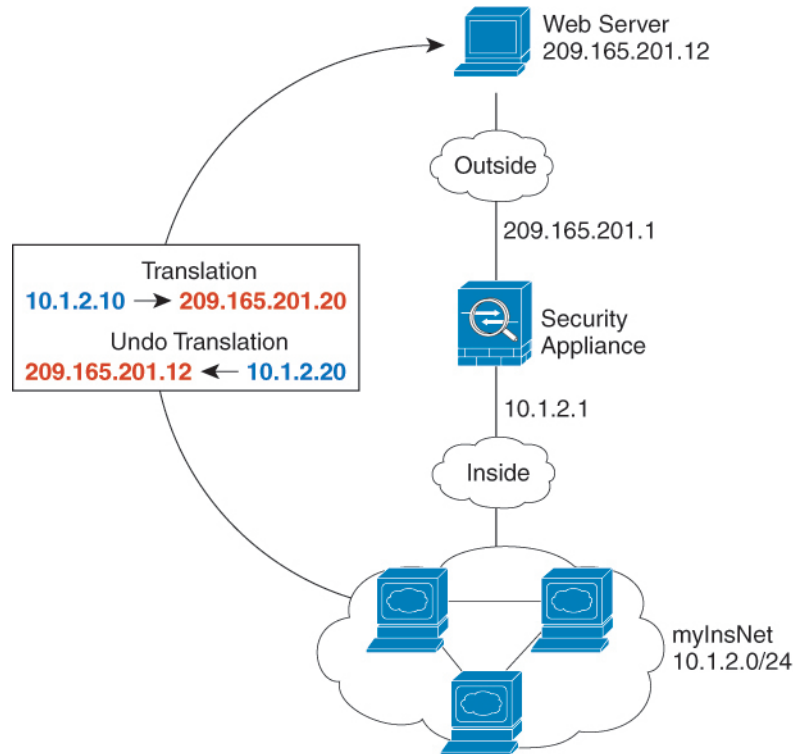 Web Server
209.165.201.12
Outside
209.165.201.1
Translation
10.1.2.10 → 209.165.201.20
Undo Translation
209.165.201.12 ← 10.1.2.20
Security
Appliance
10.1.2.1
Inside
myInsNet
10.1.2.0/24